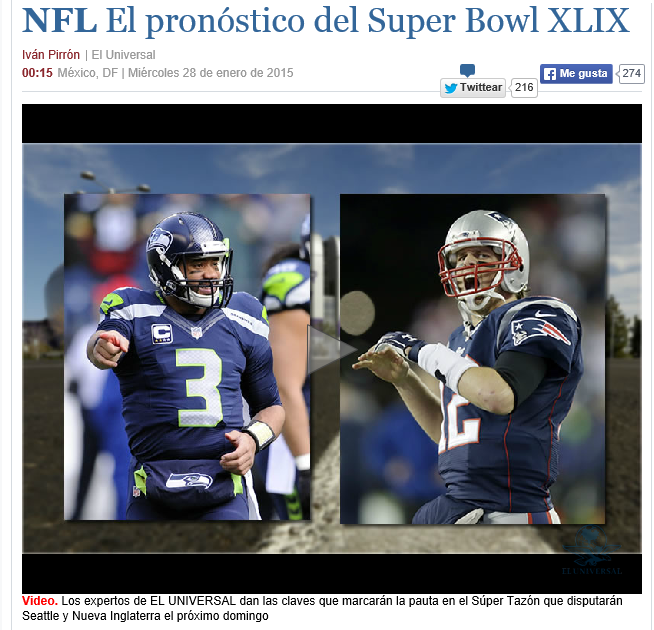 NFL El pronóstico del Super Bowl XLIX
Iván Pirrón | El Universal
00:15 México, DF | Miércoles 28 de enero de 2015
Twittear 216
Me gusta 274
C
3
12
EL UNIVERSAL
Video. Los expertos de EL UNIVERSAL dan las claves que marcarán la pauta en el Súper Tazón que disputarán
Seattle y Nueva Inglaterra el próximo domingo